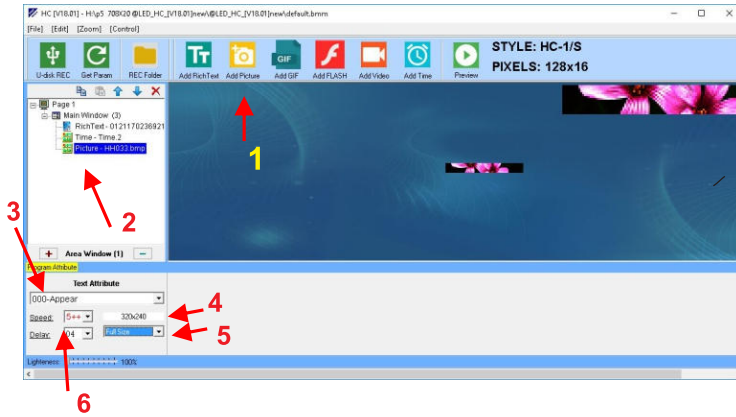 HC [V18.01] - H:\p5 708X20 @LED_HC_[V18.01]new\@LED_HC_[V18.01]new\default.bmm
[File] [Edit] [Zoom] [Control]
U-disk REC Get Param REC Folder Add RichText Add Picture Add GIF Add FLASH Add Video Add Time Preview
STYLE: HC-1/S
PIXELS: 128x16
Page 1
Main Window (3)
RichText - 0121170236921
Time - Time.2
Picture - HH033.bmp
1
2
3
Area Window (1)
Program Attribute
Text Attribute
000-Appear
Speed: 5++ 320x240
4
Delay: 04 Full Size
5
Lighteness: 100%
6